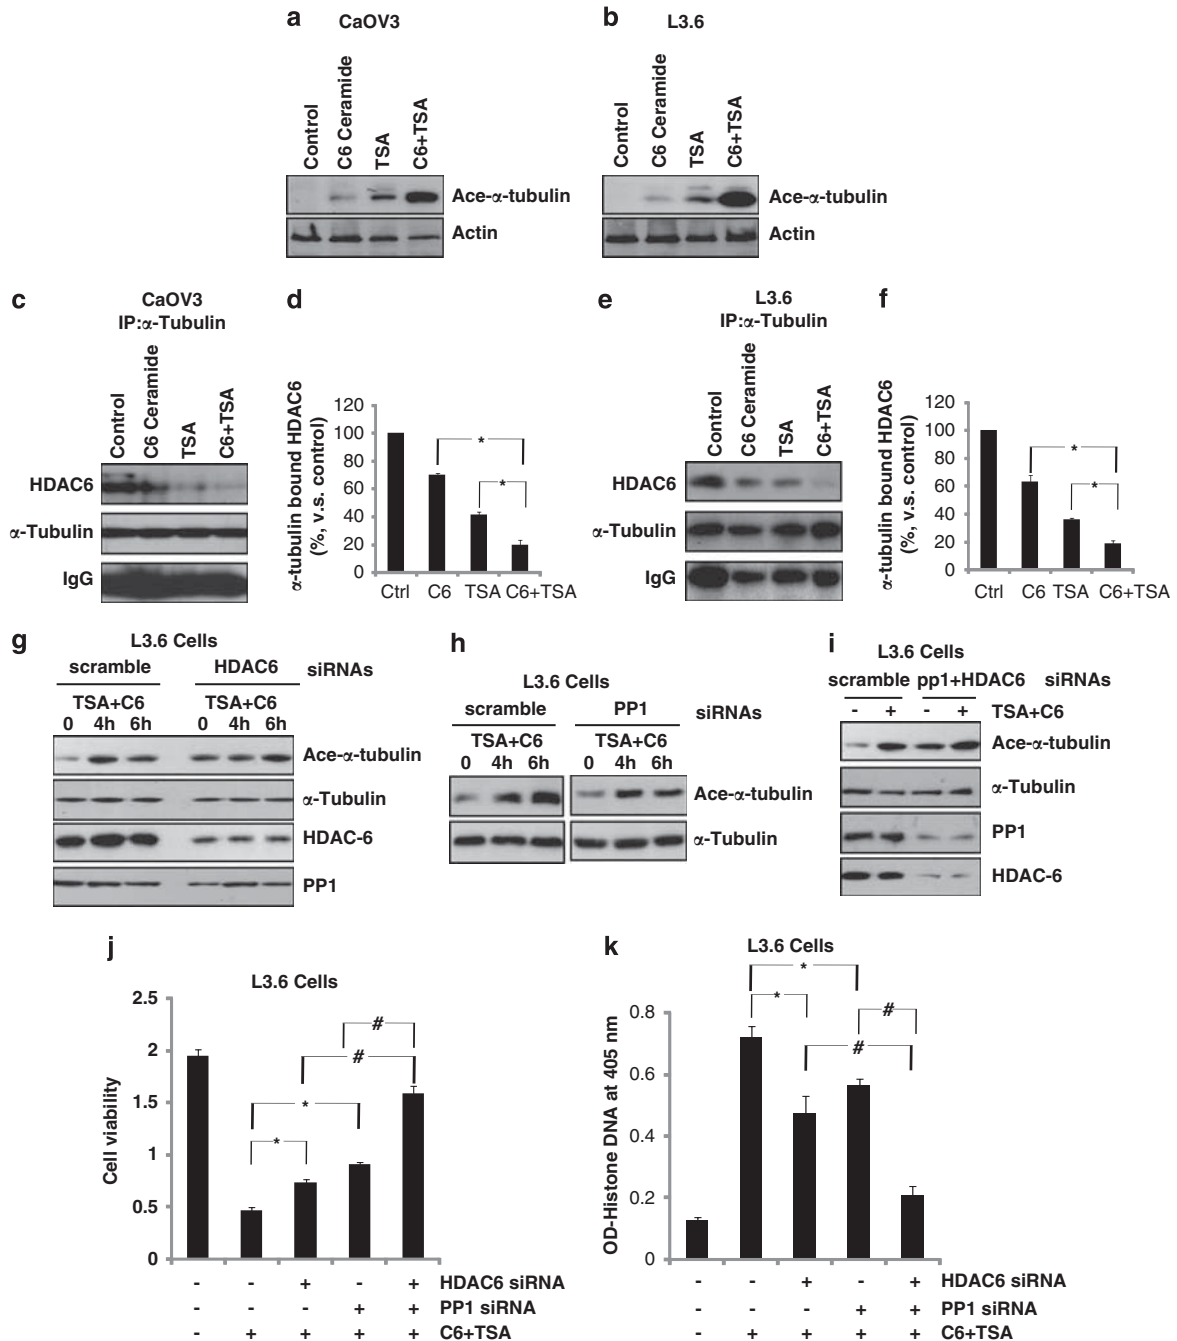 a CaOV3
Control
C6 Ceramide
TSA
C6+TSA
Ace-α-tubulin
Actin
b L3.6
Control
C6 Ceramide
TSA
C6+TSA
Ace-α-tubulin
Actin
c CaOV3
IP:α-Tubulin
Control
C6 Ceramide
TSA
C6+TSA
HDAC6
α-Tubulin
IgG
d
α-tubulin bound HDAC6
(%, v.s. control)
120
100
80
60
40
20
0
* *
Ctrl C6 TSA C6+TSA
e L3.6
IP:α-Tubulin
Control
C6 Ceramide
TSA
C6+TSA
HDAC6
α-Tubulin
IgG
f
α-tubulin bound HDAC6
(%, v.s. control)
120
100
80
60
40
20
0
* *
Ctrl C6 TSA C6+TSA
g L3.6 Cells
scramble HDAC6 siRNAs
TSA+C6 TSA+C6
0 4h 6h 0 4h 6h
Ace-α-tubulin
α-Tubulin
HDAC-6
PP1
h L3.6 Cells
scramble PP1 siRNAs
TSA+C6 TSA+C6
0 4h 6h 0 4h 6h
Ace-α-tubulin
α-Tubulin
i L3.6 Cells
scramble pp1+HDAC6 siRNAs
- + - + TSA+C6
Ace-α-tubulin
α-Tubulin
PP1
HDAC-6
j L3.6 Cells
Cell viability
2.5
2
1.5
1
0.5
0
# # * *
- - + - + HDAC6 siRNA
- - - + + PP1 siRNA
- + + + + C6+TSA
k L3.6 Cells
OD-Histone DNA at 405 nm
0.8
0.6
0.4
0.2
0
* * # #
- - + - + HDAC6 siRNA
- - - + + PP1 siRNA
- + + + + C6+TSA